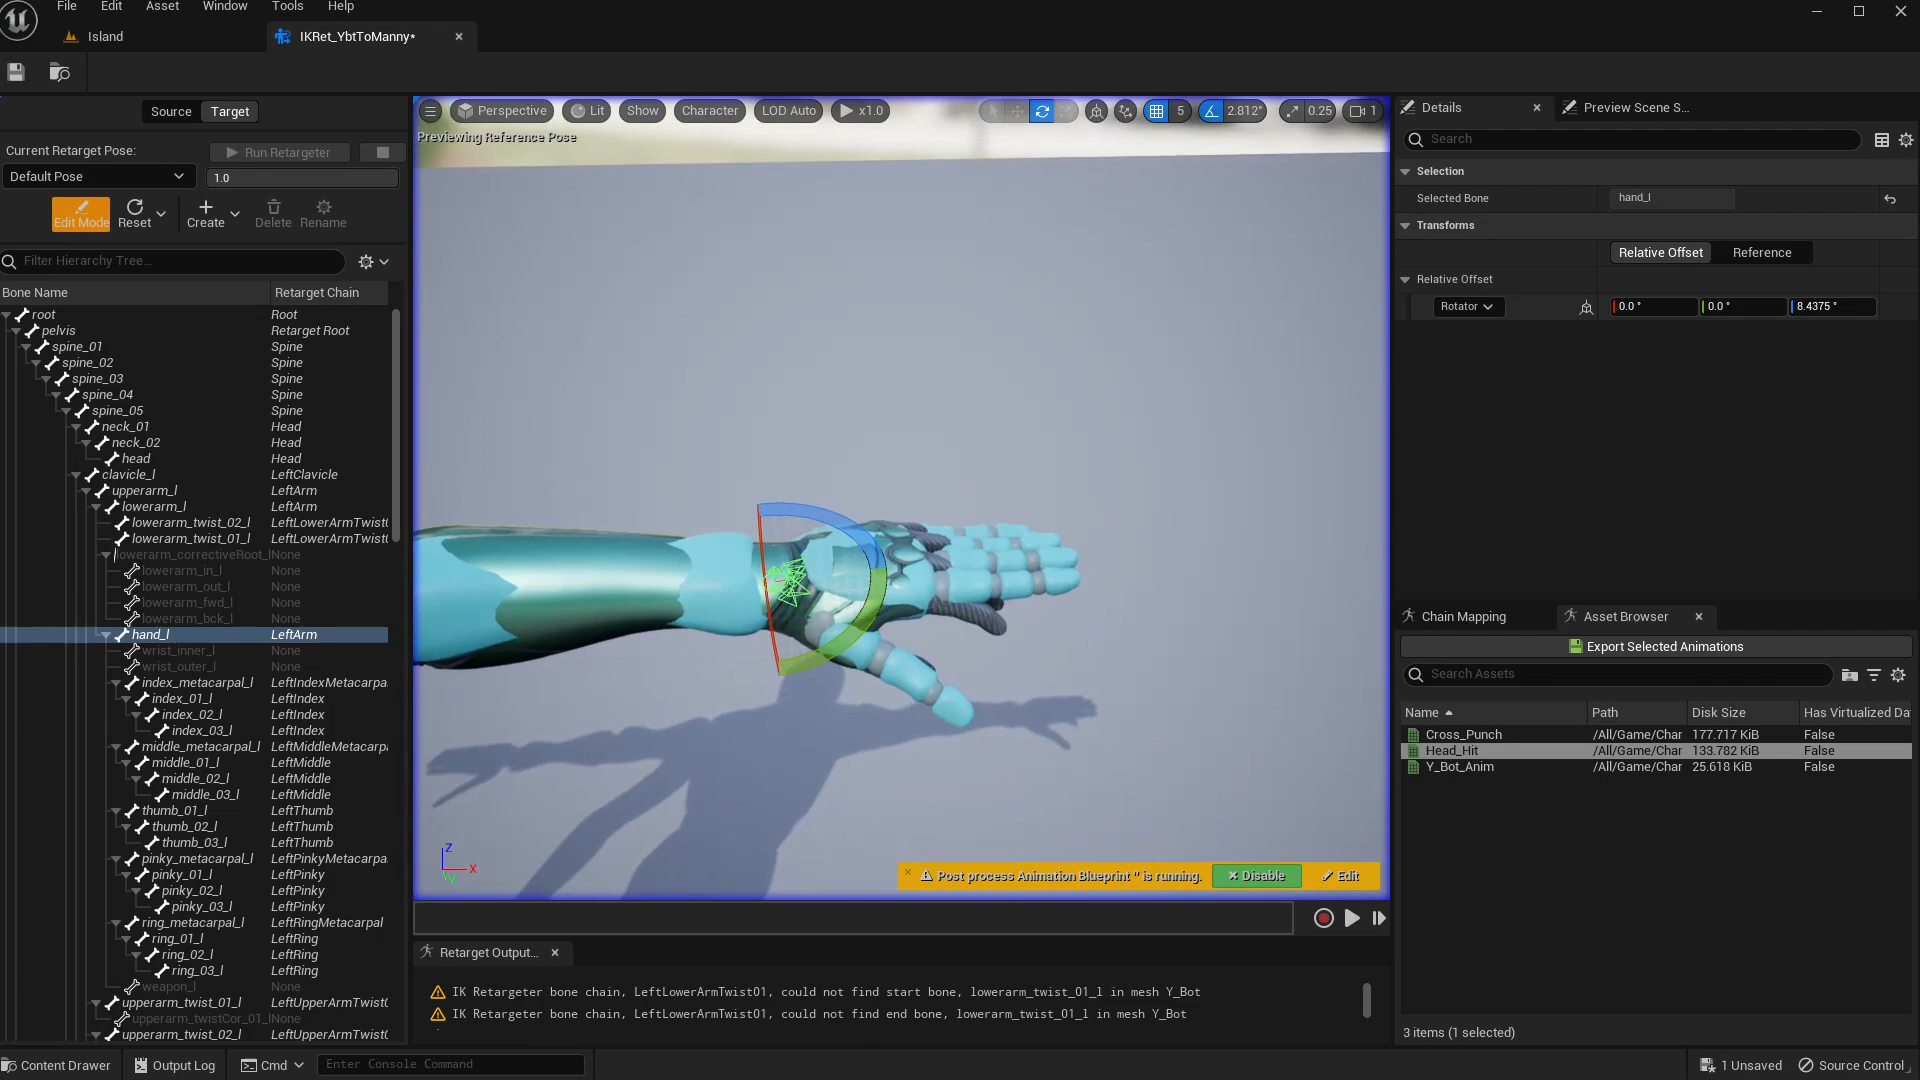 File Edit Asset Window Tools Help
Island
IKRet_YbtToManny*
Source Target
Current Retarget Pose:
Run Retargeter
Default Pose
1.0
Edit Mode Reset Create Delete Rename
Filter Hierarchy Tree...
Bone Name Retarget Chain
root Root
pelvis Retarget Root
spine_01 Spine
spine_02 Spine
spine_03 Spine
spine_04 Spine
spine_05 Spine
neck_01 Head
neck_02 Head
head Head
clavicle_l LeftClavicle
upperarm_l LeftArm
lowerarm_l LeftArm
lowerarm_twist_02_l LeftLowerArmTwist
lowerarm_twist_01_l LeftLowerArmTwist
lowerarm_correctiveRoot_l None
lowerarm_in_l None
lowerarm_out_l None
lowerarm_fwd_l None
lowerarm_bck_l None
hand_l LeftArm
wrist_inner_l None
wrist_outer_l None
index_metacarpal_l LeftIndexMetacarpa
index_01_l LeftIndex
index_02_l LeftIndex
index_03_l LeftIndex
middle_metacarpal_l LeftMiddleMetacarp
middle_01_l LeftMiddle
middle_02_l LeftMiddle
middle_03_l LeftMiddle
thumb_01_l LeftThumb
thumb_02_l LeftThumb
thumb_03_l LeftThumb
pinky_metacarpal_l LeftPinkyMetacarpa
pinky_01_l LeftPinky
pinky_02_l LeftPinky
pinky_03_l LeftPinky
ring_metacarpal_l LeftRingMetacarpal
ring_01_l LeftRing
ring_02_l LeftRing
ring_03_l LeftRing
weapon_l None
upperarm_twist_01_l LeftUpperArmTwist
upperarm_twistCor_01_l None
upperarm_twist_02_l LeftUpperArmTwist
Perspective Lit Show Character LOD Auto x1.0 5 2.812° 0.25 1
Previewing Reference Pose
Z
X
Y
Post process Animation Blueprint '' is running. Disable Edit
Retarget Output...
IK Retargeter bone chain, LeftLowerArmTwist01, could not find start bone, lowerarm_twist_01_l in mesh Y_Bot
IK Retargeter bone chain, LeftLowerArmTwist01, could not find end bone, lowerarm_twist_01_l in mesh Y_Bot
Details
Preview Scene S...
Search
Selection
Selected Bone hand_l
Transforms
Relative Offset Reference
Relative Offset
Rotator 0.0 ° 0.0 ° 8.4375 °
Chain Mapping
Asset Browser
Export Selected Animations
Search Assets
Name Path Disk Size Has Virtualized Da
Cross_Punch /All/Game/Char 177.717 KiB False
Head_Hit /All/Game/Char 133.782 KiB False
Y_Bot_Anim /All/Game/Char 25.618 KiB False
3 items (1 selected)
Content Drawer Output Log Cmd Enter Console Command
1 Unsaved Source Control